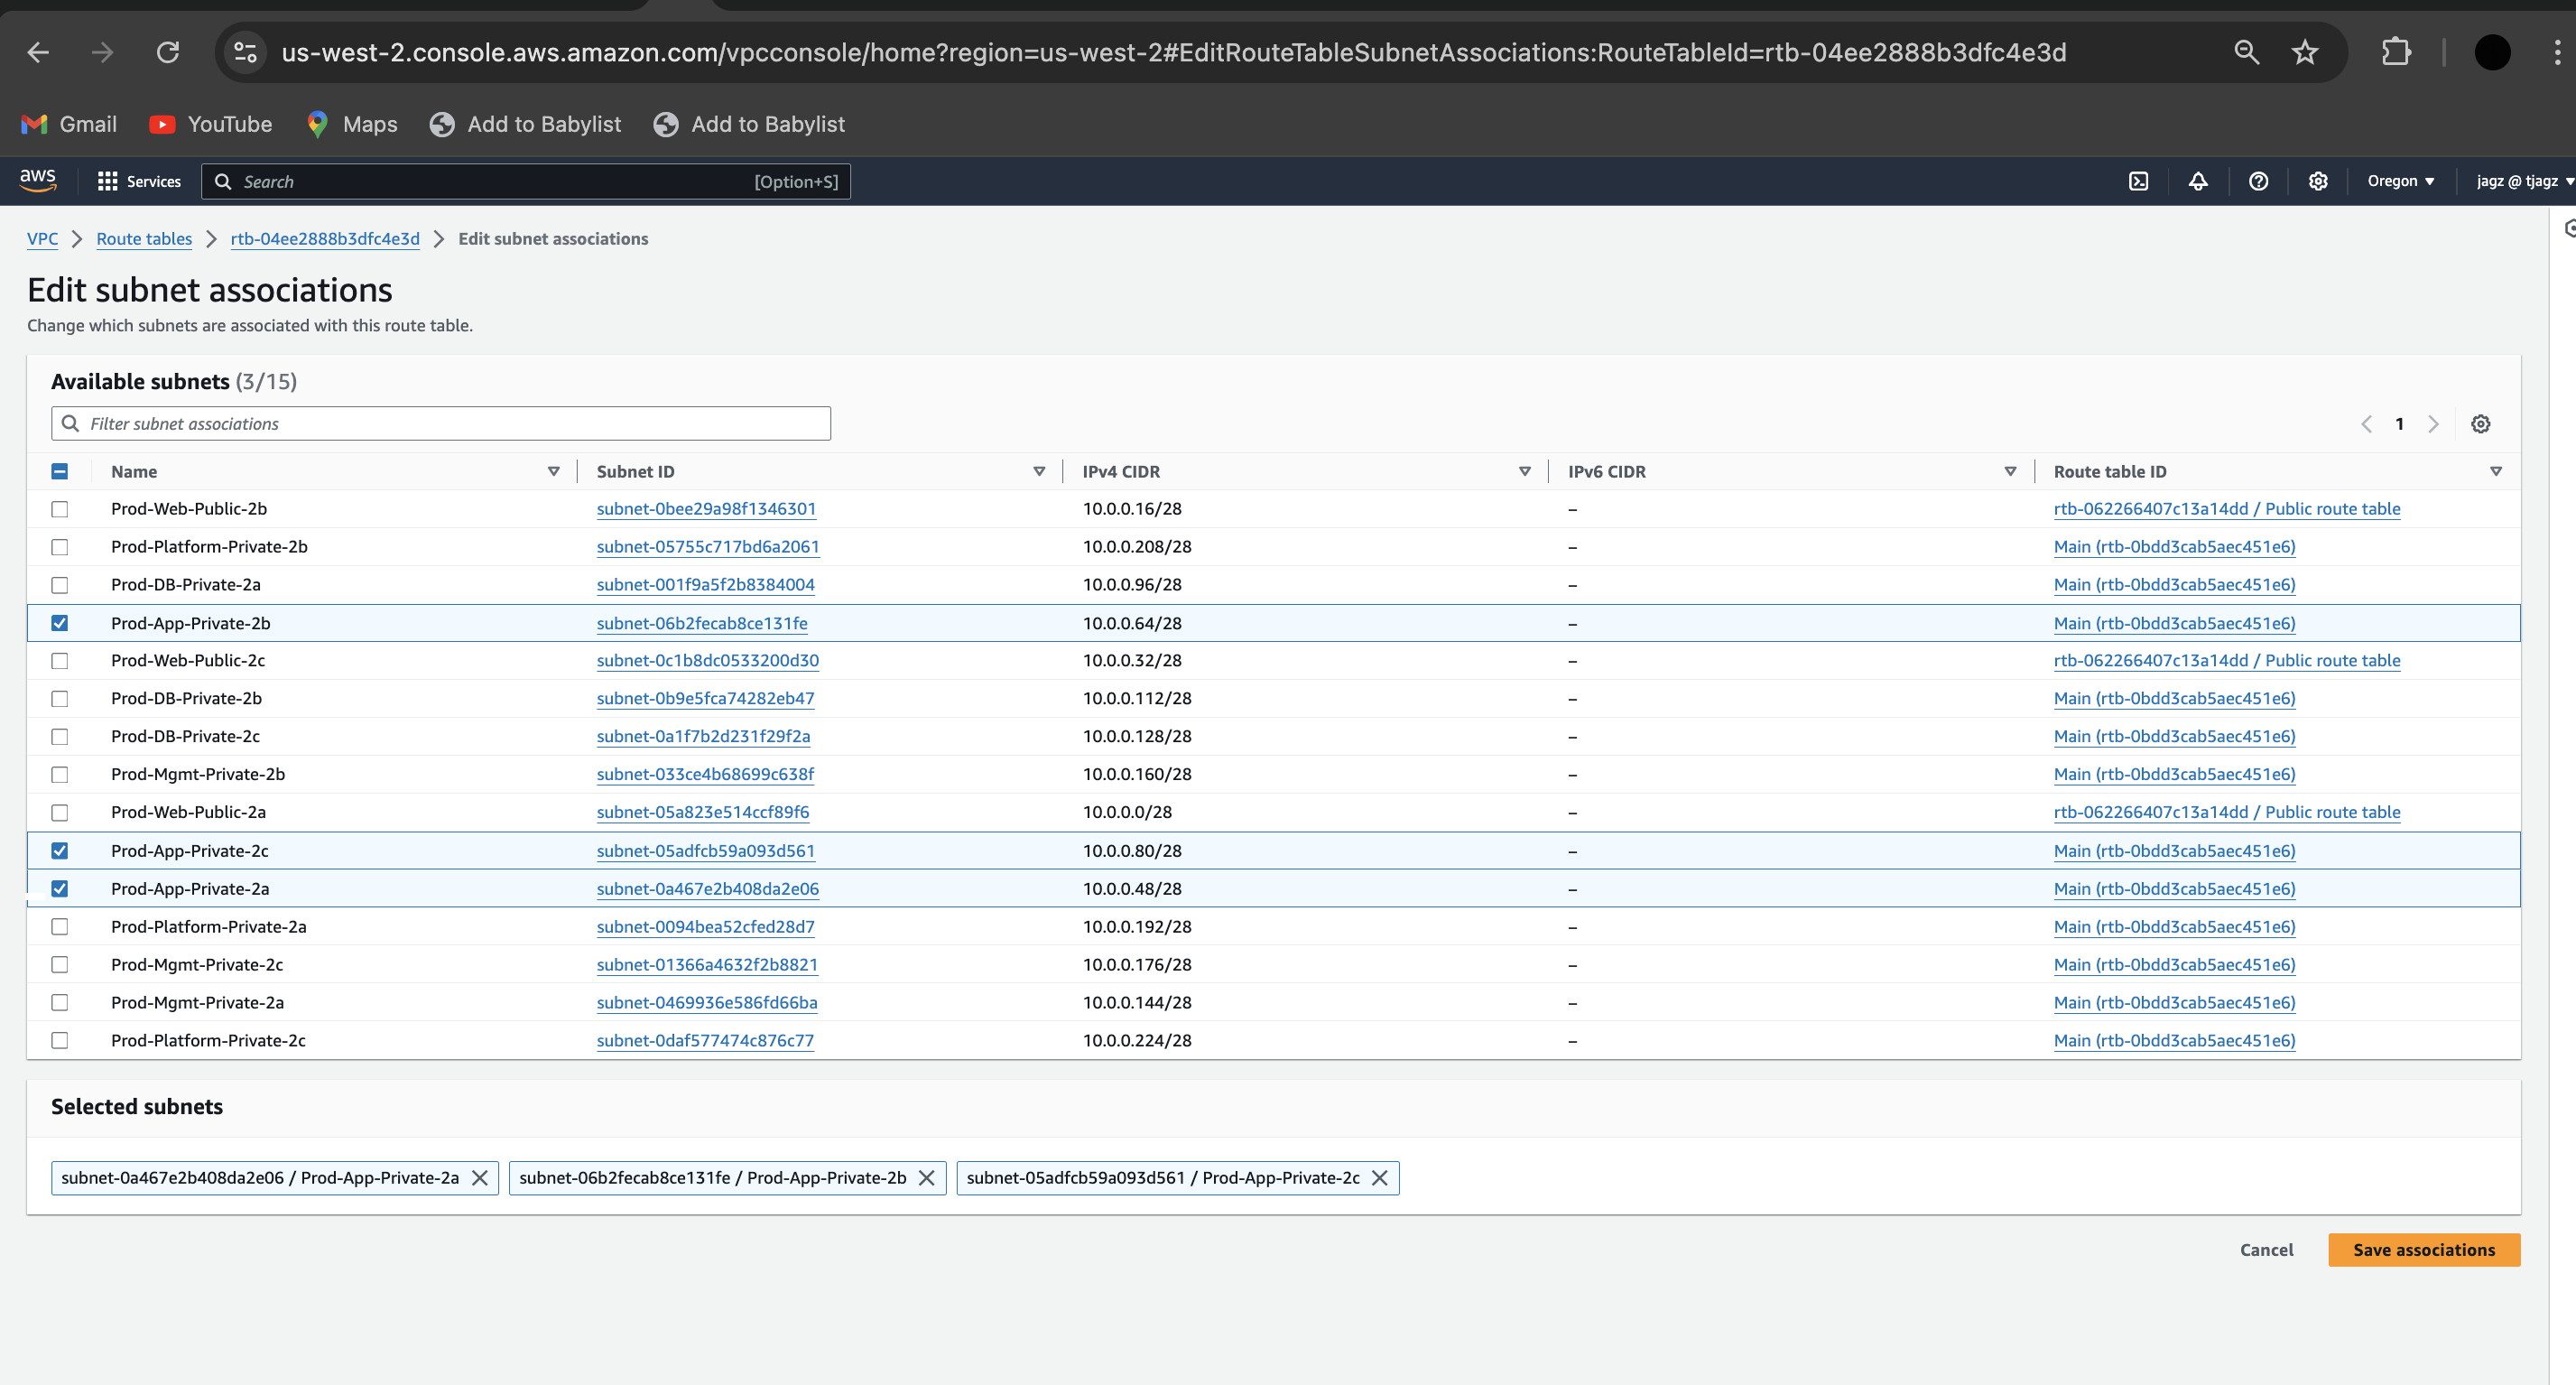 us-west-2.console.aws.amazon.com/vpcconsole/home?region=us-west-2#EditRouteTableSubnetAssociations:RouteTableId=rtb-04ee2888b3dfc4e3d
Gmail YouTube Maps Add to Babylist Add to Babylist
aws Services Search [Option+S] Oregon jagz @ tjagz
VPC Route tables rtb-04ee2888b3dfc4e3d Edit subnet associations
Edit subnet associations
Change which subnets are associated with this route table.
Available subnets (3/15)
Filter subnet associations 1
Name Subnet ID IPv4 CIDR IPv6 CIDR Route table ID
Prod-Web-Public-2b subnet-0bee29a98f1346301 10.0.0.16/28 – rtb-062266407c13a14dd / Public route table
Prod-Platform-Private-2b subnet-05755c717bd6a2061 10.0.0.208/28 – Main (rtb-0bdd3cab5aec451e6)
Prod-DB-Private-2a subnet-001f9a5f2b8384004 10.0.0.96/28 – Main (rtb-0bdd3cab5aec451e6)
Prod-App-Private-2b subnet-06b2fecab8ce131fe 10.0.0.64/28 – Main (rtb-0bdd3cab5aec451e6)
Prod-Web-Public-2c subnet-0c1b8dc0533200d30 10.0.0.32/28 – rtb-062266407c13a14dd / Public route table
Prod-DB-Private-2b subnet-0b9e5fca74282eb47 10.0.0.112/28 – Main (rtb-0bdd3cab5aec451e6)
Prod-DB-Private-2c subnet-0a1f7b2d231f29f2a 10.0.0.128/28 – Main (rtb-0bdd3cab5aec451e6)
Prod-Mgmt-Private-2b subnet-033ce4b68699c638f 10.0.0.160/28 – Main (rtb-0bdd3cab5aec451e6)
Prod-Web-Public-2a subnet-05a823e514ccf89f6 10.0.0.0/28 – rtb-062266407c13a14dd / Public route table
Prod-App-Private-2c subnet-05adfcb59a093d561 10.0.0.80/28 – Main (rtb-0bdd3cab5aec451e6)
Prod-App-Private-2a subnet-0a467e2b408da2e06 10.0.0.48/28 – Main (rtb-0bdd3cab5aec451e6)
Prod-Platform-Private-2a subnet-0094bea52cfed28d7 10.0.0.192/28 – Main (rtb-0bdd3cab5aec451e6)
Prod-Mgmt-Private-2c subnet-01366a4632f2b8821 10.0.0.176/28 – Main (rtb-0bdd3cab5aec451e6)
Prod-Mgmt-Private-2a subnet-0469936e586fd66ba 10.0.0.144/28 – Main (rtb-0bdd3cab5aec451e6)
Prod-Platform-Private-2c subnet-0daf577474c876c77 10.0.0.224/28 – Main (rtb-0bdd3cab5aec451e6)
Selected subnets
subnet-0a467e2b408da2e06 / Prod-App-Private-2a subnet-06b2fecab8ce131fe / Prod-App-Private-2b subnet-05adfcb59a093d561 / Prod-App-Private-2c
Cancel Save associations